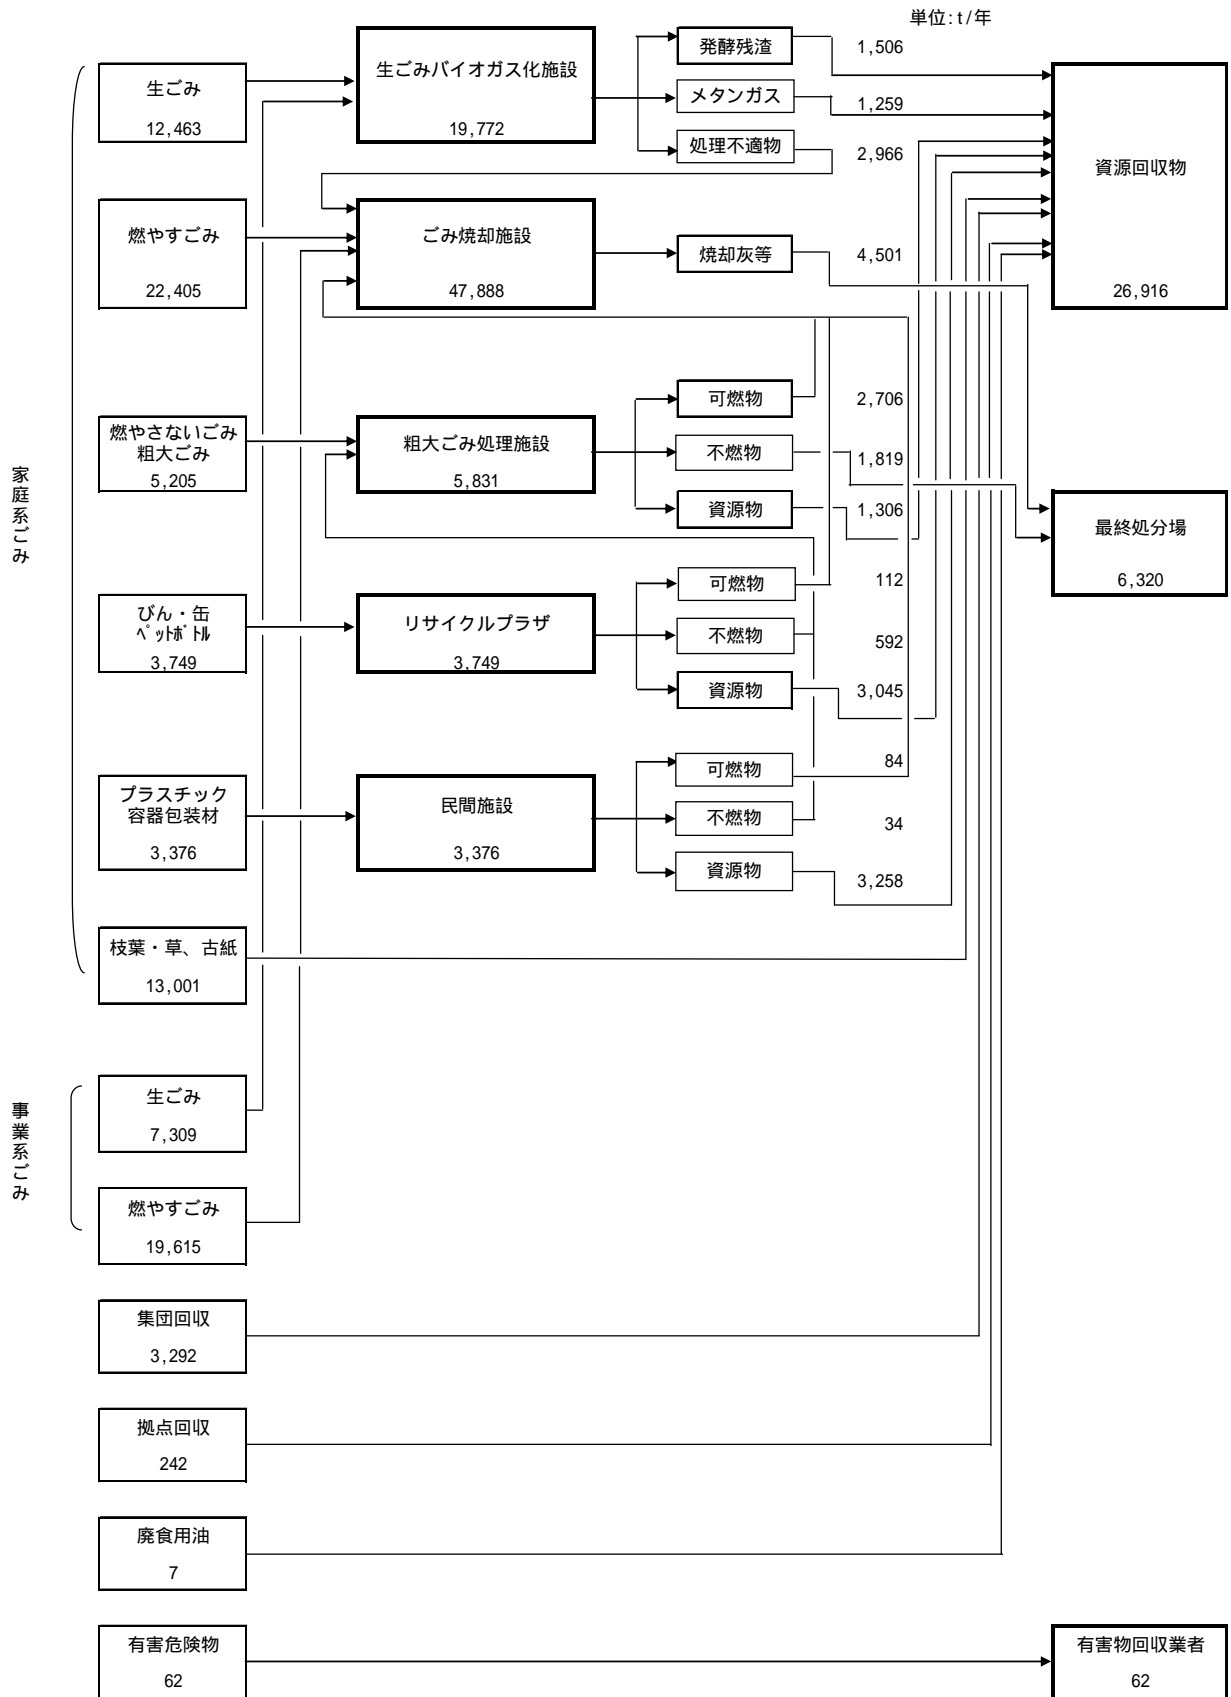 単位:t/年
家庭系ごみ
生ごみ
12,463
生ごみバイオガス化施設
19,772
発酵残渣
1,506
メタンガス
1,259
処理不適物
2,966
資源回収物
26,916
燃やすごみ
22,405
ごみ焼却施設
47,888
焼却灰等
4,501
燃やさないごみ
粗大ごみ
5,205
粗大ごみ処理施設
5,831
可燃物
2,706
不燃物
1,819
資源物
1,306
最終処分場
6,320
びん・缶
ペットボトル
3,749
リサイクルプラザ
3,749
可燃物
112
不燃物
592
資源物
3,045
プラスチック
容器包装材
3,376
民間施設
3,376
可燃物
84
不燃物
34
資源物
3,258
枝葉・草、古紙
13,001
事業系ごみ
生ごみ
7,309
燃やすごみ
19,615
集団回収
3,292
拠点回収
242
廃食用油
7
有害危険物
62
有害物回収業者
62